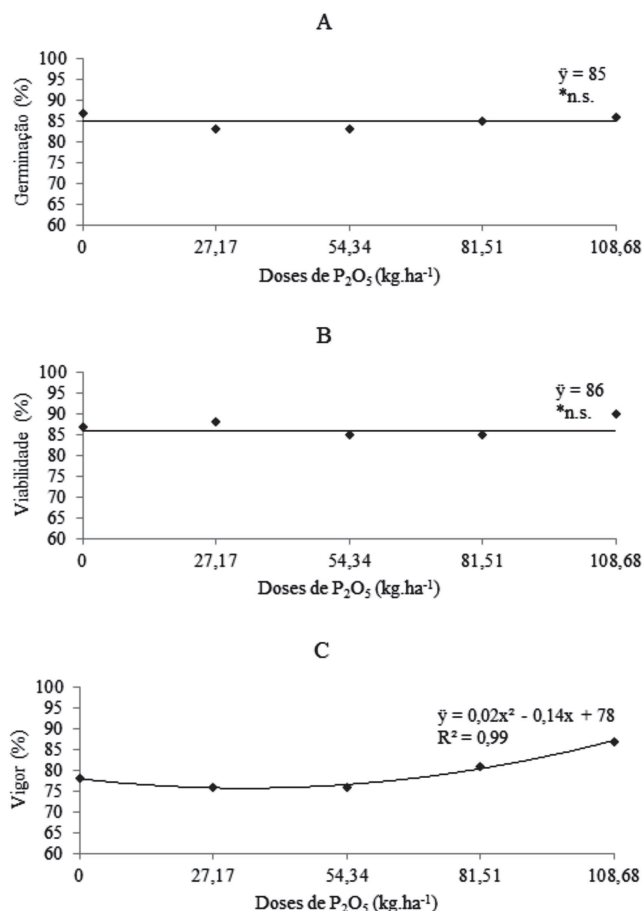 A
100
95
90
85
80
75
70
65
60
Germinação (%)
ÿ = 85
*n.s.
0 27,17 54,34 81,51 108,68
Doses de P₂O₅ (kg.ha⁻¹)
B
100
95
90
85
80
75
70
65
60
Viabilidade (%)
ÿ = 86
*n.s.
0 27,17 54,34 81,51 108,68
Doses de P₂O₅ (kg.ha⁻¹)
C
100
95
90
85
80
75
70
65
60
Vigor (%)
ÿ = 0,02x² - 0,14x + 78
R² = 0,99
0 27,17 54,34 81,51 108,68
Doses de P₂O₅ (kg.ha⁻¹)